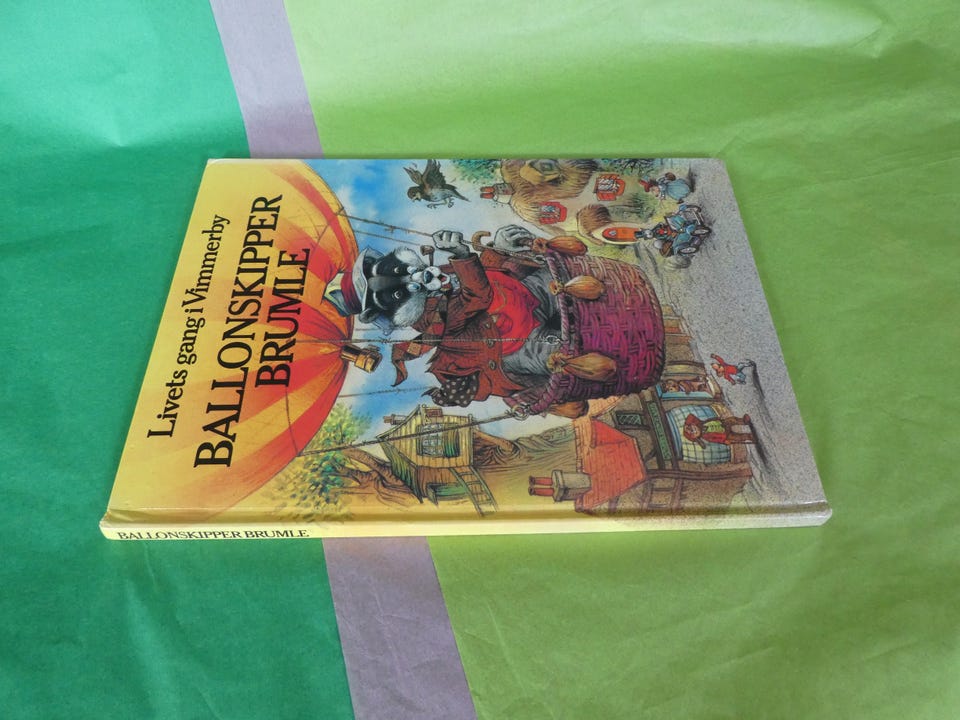 Livets gang i Vimmerby
BALLONSKIPPER
BRUMLE
BALLONSKIPPER BRUMLE